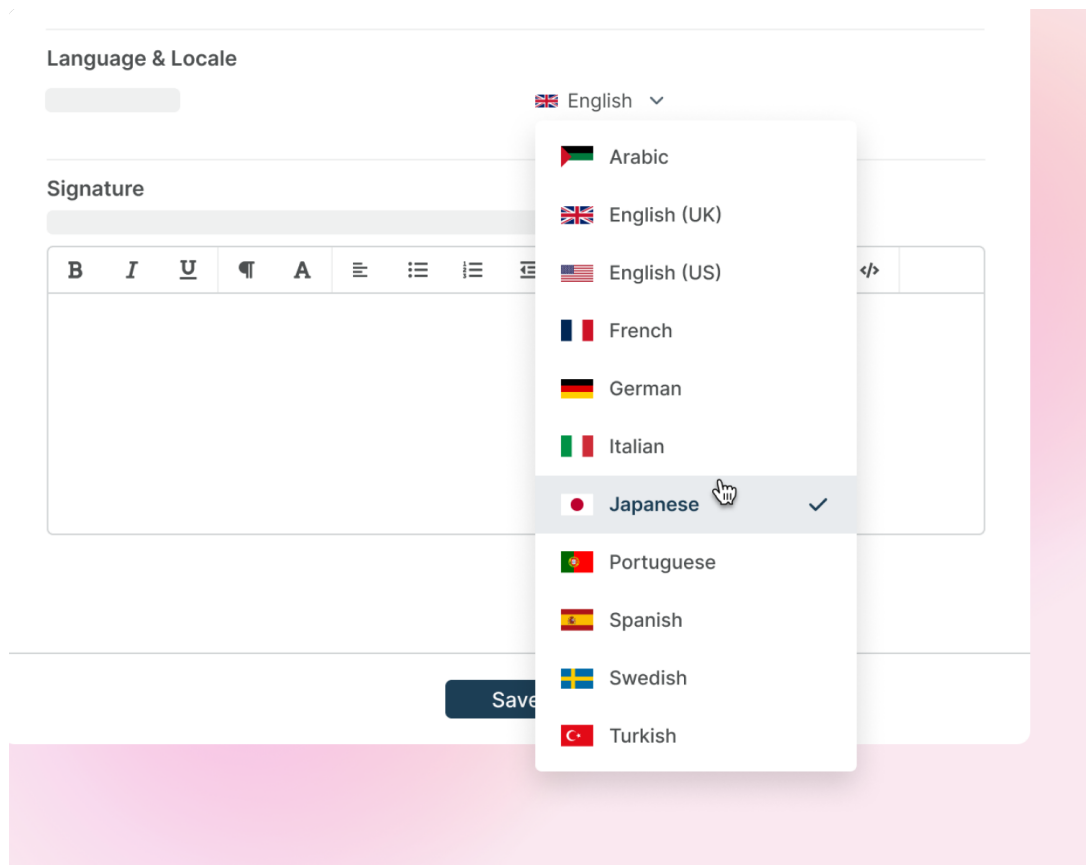 Language & Locale
English
Arabic
Signature
English (UK)
B I U ¶ A </>
English (US)
French
German
Italian
Japanese
Portuguese
Spanish
Swedish
Save
Turkish